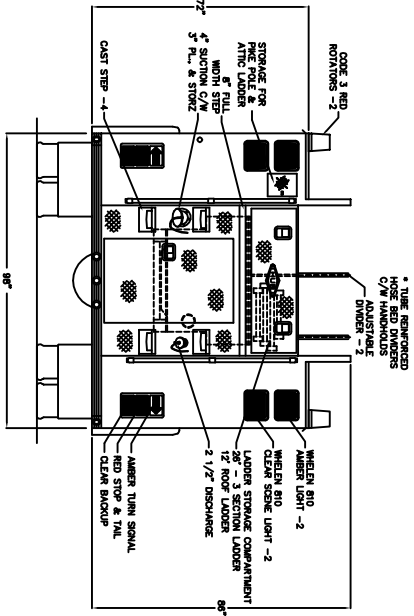 * TUBE REINFORCED
HOSE BED DIVIDERS
C/W HANDHOLDS
ADJUSTABLE
DIVIDER - 2
CODE 3 RED
ROTATORS -2
STORAGE FOR
PIKE POLE &
ATTIC LADDER
8" FULL
WIDTH STEP
4" SUCTION C/W
3" PL., & STORZ
CAST STEP -4
72"
WHELEN 810
AMBER LIGHT -2
WHELEN 810
CLEAR SCENE LIGHT -2
LADDER STORAGE COMPARTMENT
26" - 3 SECTION LADDER
12' ROOF LADDER
2 1/2" DISCHARGE
AMBER TURN SIGNAL
RED STOP & TAIL
CLEAR BACKUP
86"
98"